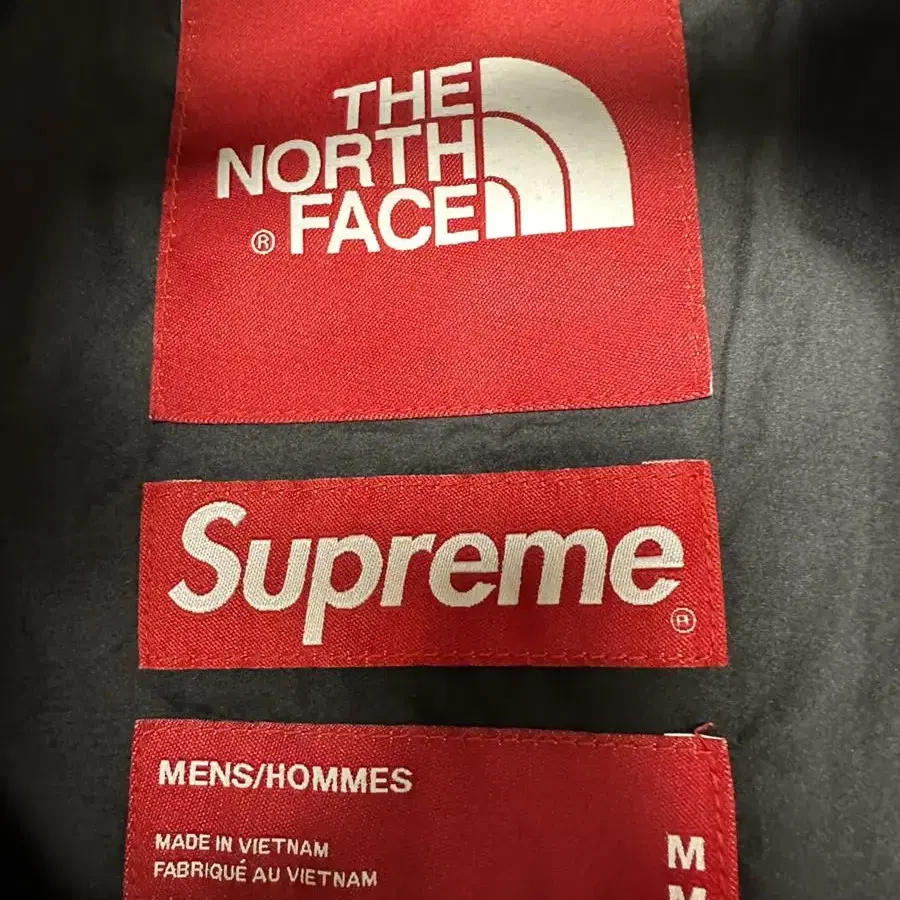 THE
NORTH
® FACE
Supreme
®
MENS/HOMMES
MADE IN VIETNAM
FABRIQUÉ AU VIETNAM
M
M